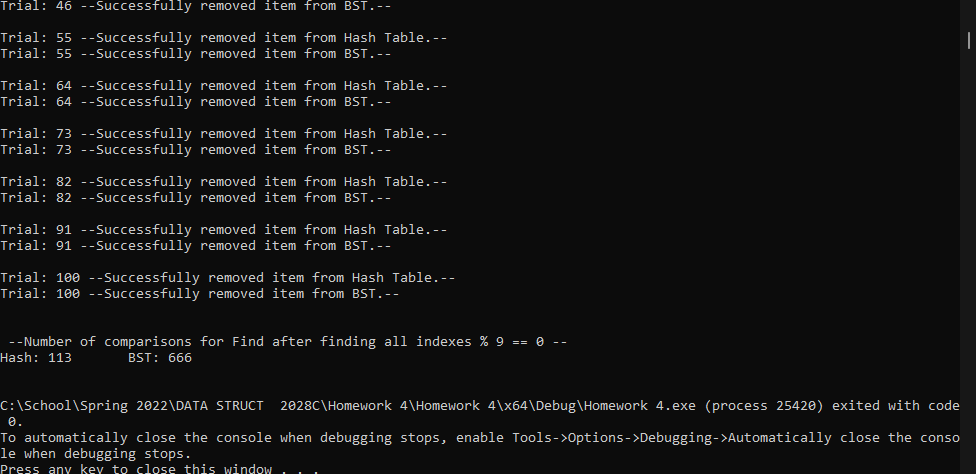 Trial: 46 --Successfully removed item from BST.--
Trial: 55 --Successfully removed item from Hash Table.--
Trial: 55 --Successfully removed item from BST.--
Trial: 64 --Successfully removed item from Hash Table.--
Trial: 64 --Successfully removed item from BST.--
Trial: 73 --Successfully removed item from Hash Table.--
Trial: 73 --Successfully removed item from BST.--
Trial: 82 --Successfully removed item from Hash Table.--
Trial: 82 --Successfully removed item from BST.--
Trial: 91 --Successfully removed item from Hash Table.--
Trial: 91 --Successfully removed item from BST.--
Trial: 100 --Successfully removed item from Hash Table.--
Trial: 100 --Successfully removed item from BST.--
--Number of comparisons for Find after finding all indexes % 9 == 0 --
Hash: 113       BST: 666
C:\School\Spring 2022\DATA STRUCT  2028C\Homework 4\Homework 4\x64\Debug\Homework 4.exe (process 25420) exited with code
0.
To automatically close the console when debugging stops, enable Tools->Options->Debugging->Automatically close the conso
le when debugging stops.
Press any key to close this window . . .